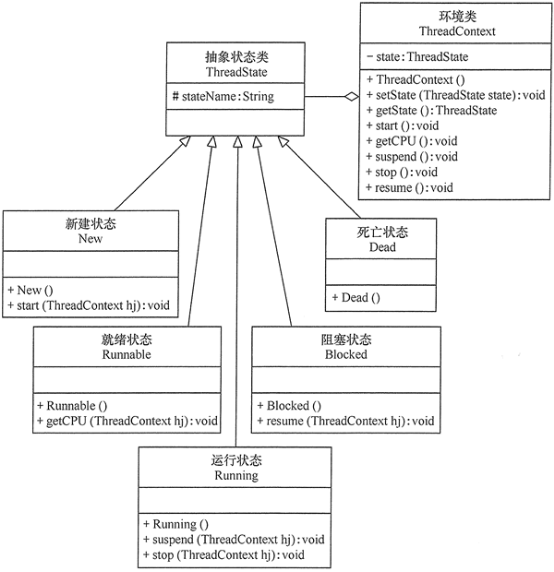 抽象状态类
ThreadState
# stateName:String
环境类
ThreadContext
− state:ThreadState
+ ThreadContext()
+ setState(ThreadState state):void
+ getState():ThreadState
+ start():void
+ getCPU():void
+ suspend():void
+ stop():void
+ resume():void
新建状态
New
+ New()
+ start(ThreadContext hj):void
死亡状态
Dead
+ Dead()
就绪状态
Runnable
+ Runnable()
+ getCPU(ThreadContext hj):void
阻塞状态
Blocked
+ Blocked()
+ resume(ThreadContext hj):void
运行状态
Running
+ Running()
+ suspend(ThreadContext hj):void
+ stop(ThreadContext hj):void